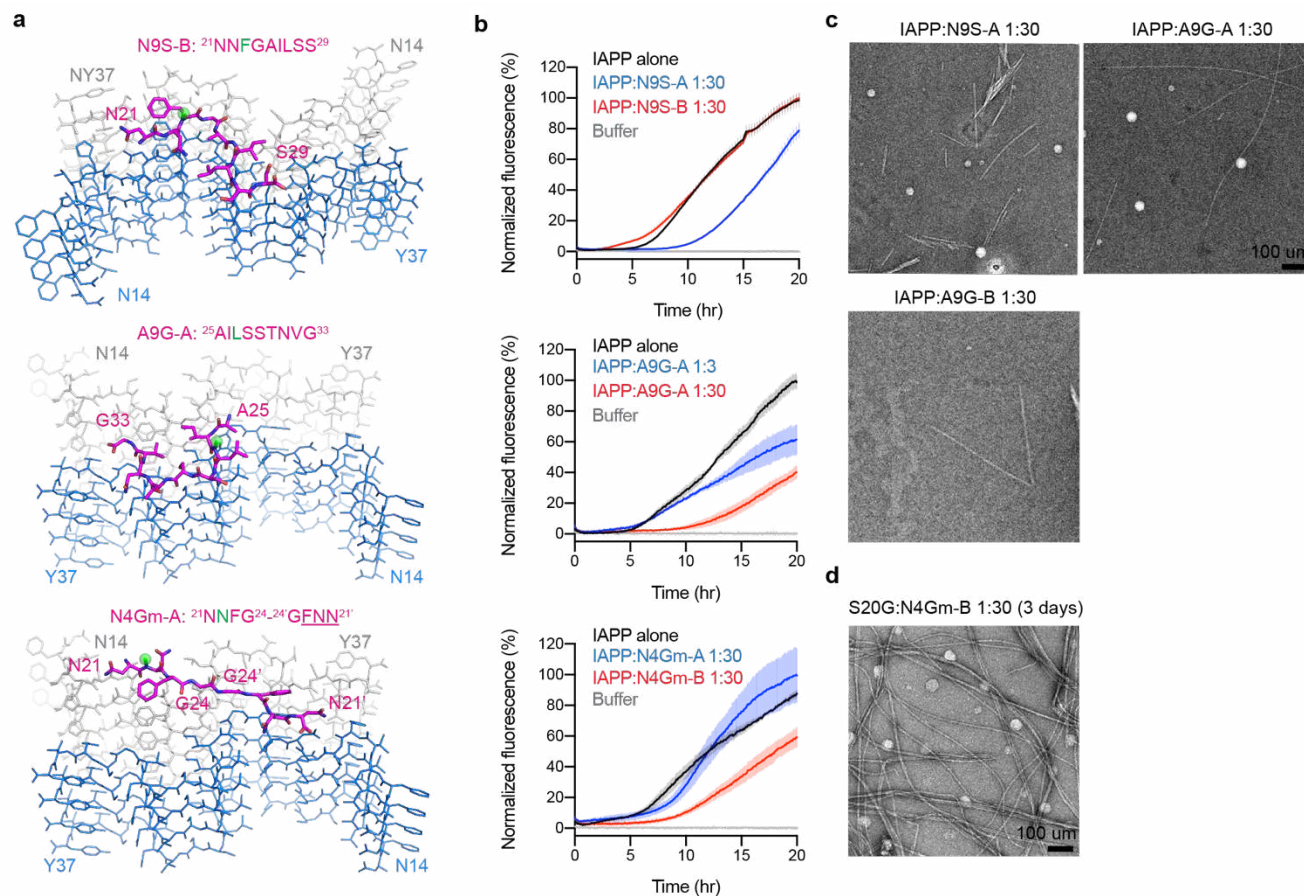 a
N9S-B: ²¹NNFGAILSS²⁹
N14
NY37
N21
S29
Y37
N14
A9G-A: ²⁵AILSSTNVG³³
N14
Y37
G33
A25
Y37
N14
N4Gm-A: ²¹NNFG²⁴-²⁴'GFNN²¹'
N14
Y37
N21
G24'
G24
N21'
Y37
N14
b
IAPP alone
IAPP:N9S-A 1:30
IAPP:N9S-B 1:30
Buffer
Normalized fluorescence (%)
120
100
80
60
40
20
0
0 5 10 15 20
Time (hr)
IAPP alone
IAPP:A9G-A 1:3
IAPP:A9G-A 1:30
Buffer
Normalized fluorescence (%)
120
100
80
60
40
20
0
0 5 10 15 20
Time (hr)
IAPP alone
IAPP:N4Gm-A 1:30
IAPP:N4Gm-B 1:30
Buffer
Normalized fluorescence (%)
120
100
80
60
40
20
0
0 5 10 15 20
Time (hr)
c
IAPP:N9S-A 1:30
IAPP:A9G-A 1:30
100 um
IAPP:A9G-B 1:30
d
S20G:N4Gm-B 1:30 (3 days)
100 um